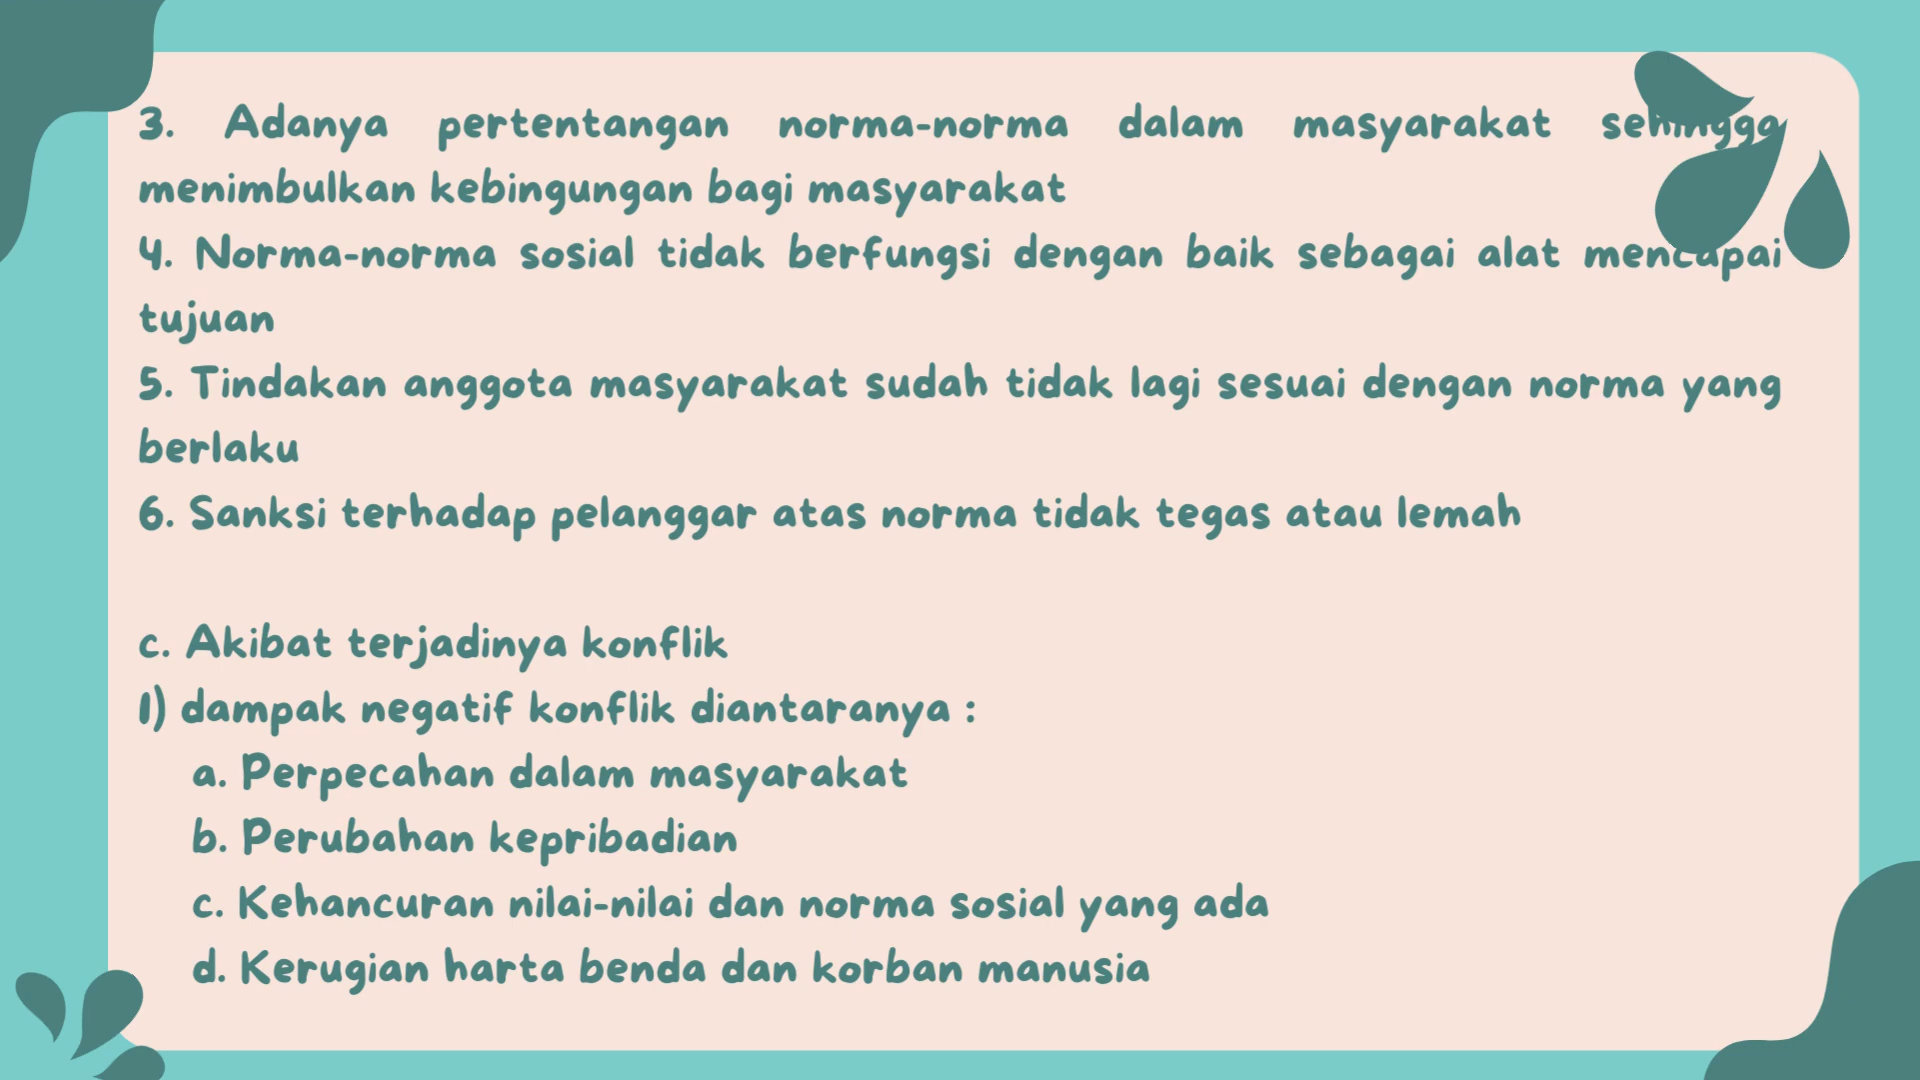 3. Adanya pertentangan norma-norma dalam masyarakat sehingga
menimbulkan kebingungan bagi masyarakat
4. Norma-norma sosial tidak berfungsi dengan baik sebagai alat mencapai
tujuan
5. Tindakan anggota masyarakat sudah tidak lagi sesuai dengan norma yang
berlaku
6. Sanksi terhadap pelanggar atas norma tidak tegas atau lemah
c. Akibat terjadinya konflik
1) dampak negatif konflik diantaranya :
a. Perpecahan dalam masyarakat
b. Perubahan kepribadian
c. Kehancuran nilai-nilai dan norma sosial yang ada
d. Kerugian harta benda dan korban manusia